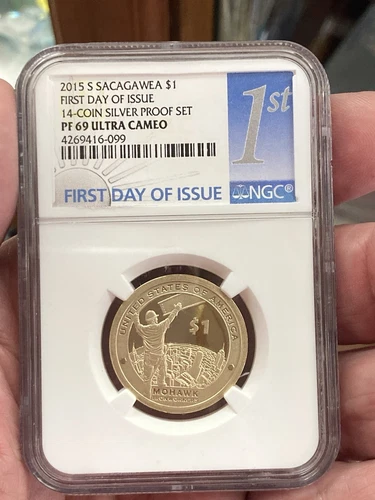 2015 S SACAGAWEA $1
FIRST DAY OF ISSUE
14-COIN SILVER PROOF SET
PF 69 ULTRA CAMEO
4269416-099
1st
FIRST DAY OF ISSUE
NGC®
UNITED STATES OF AMERICA
$1
MOHAWK
IRONWORKERS